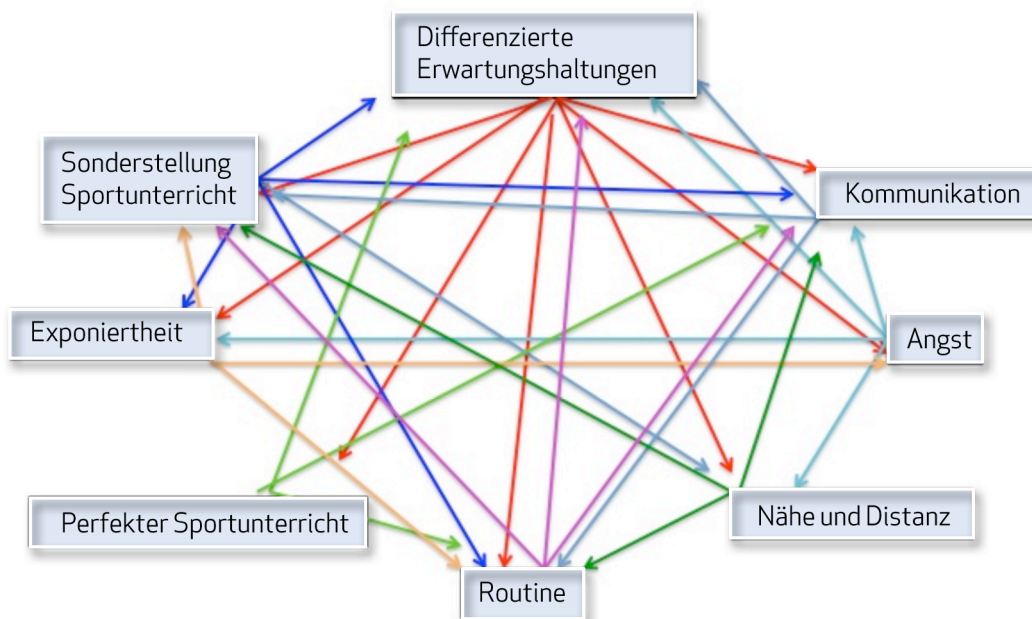 Differenzierte
Erwartungshaltungen
Sonderstellung
Sportunterricht
Kommunikation
Exponiertheit
Angst
Perfekter Sportunterricht
Nähe und Distanz
Routine